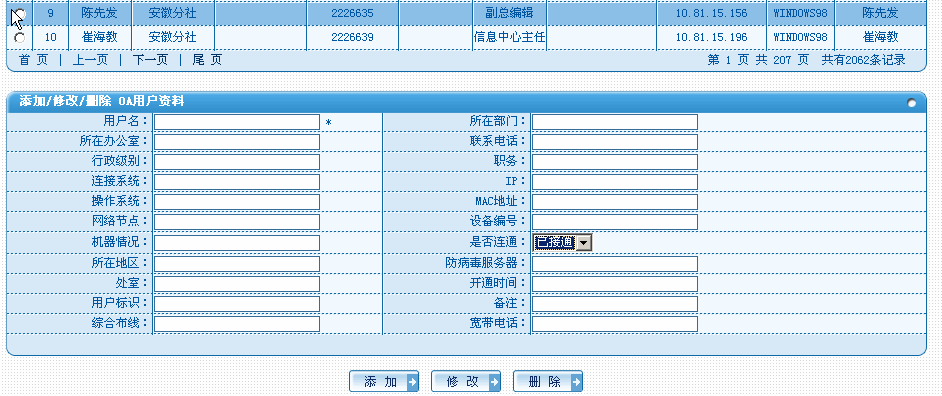 9 陈先发 安徽分社 2226635 副总编辑 10.81.15.156 WINDOWS98 陈先发
10 崔海教 安徽分社 2226639 信息中心主任 10.81.15.196 WINDOWS98 崔海教
首 页 | 上一页 | 下一页 | 尾 页 第 1 页 共 207 页 共有2062条记录
添加/修改/删除 OA用户资料
用户名： * 所在部门：
所在办公室： 联系电话：
行政级别： 职务：
连接系统： IP：
操作系统： MAC地址：
网络节点： 设备编号：
机器情况： 是否连通： 已接通
所在地区： 防病毒服务器：
处室： 开通时间：
用户标识： 备注：
综合布线： 宽带电话：
添 加 修 改 删 除